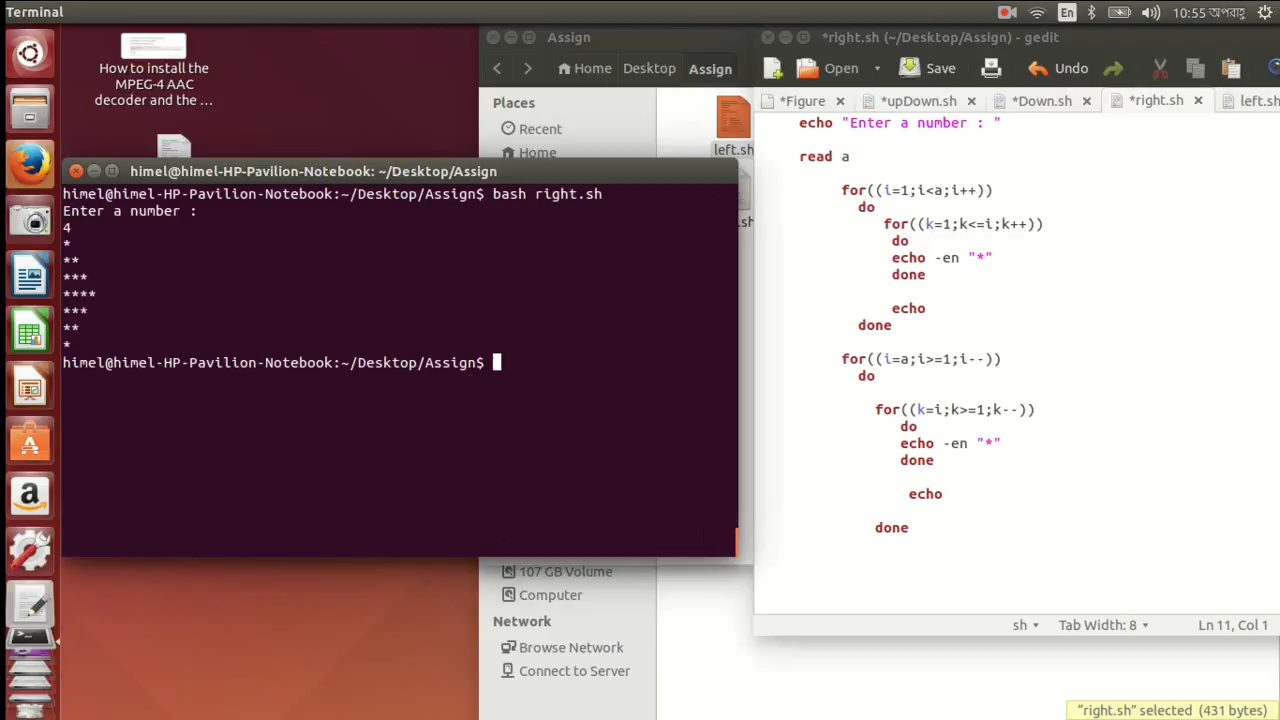 Terminal
En
10:55 অপরাহ্ণ
How to install the
MPEG-4 AAC
decoder and the …
himel@himel-HP-Pavilion-Notebook: ~/Desktop/Assign
himel@himel-HP-Pavilion-Notebook:~/Desktop/Assign$ bash right.sh
Enter a number :
4
*
**
***
****
***
**
*
himel@himel-HP-Pavilion-Notebook:~/Desktop/Assign$
Assign
Home
Desktop
Assign
Places
Recent
Home
left.sh
107 GB Volume
Computer
Network
Browse Network
Connect to Server
*right.sh (~/Desktop/Assign) - gedit
Open
Save
Undo
*Figure
*upDown.sh
*Down.sh
*right.sh
left.sh
echo "Enter a number : "
read a
for((i=1;i<a;i++))
do
for((k=1;k<=i;k++))
do
echo -en "*"
done
echo
done
for((i=a;i>=1;i--))
do
for((k=i;k>=1;k--))
do
echo -en "*"
done
echo
done
sh
Tab Width: 8
Ln 11, Col 1
"right.sh" selected (431 bytes)